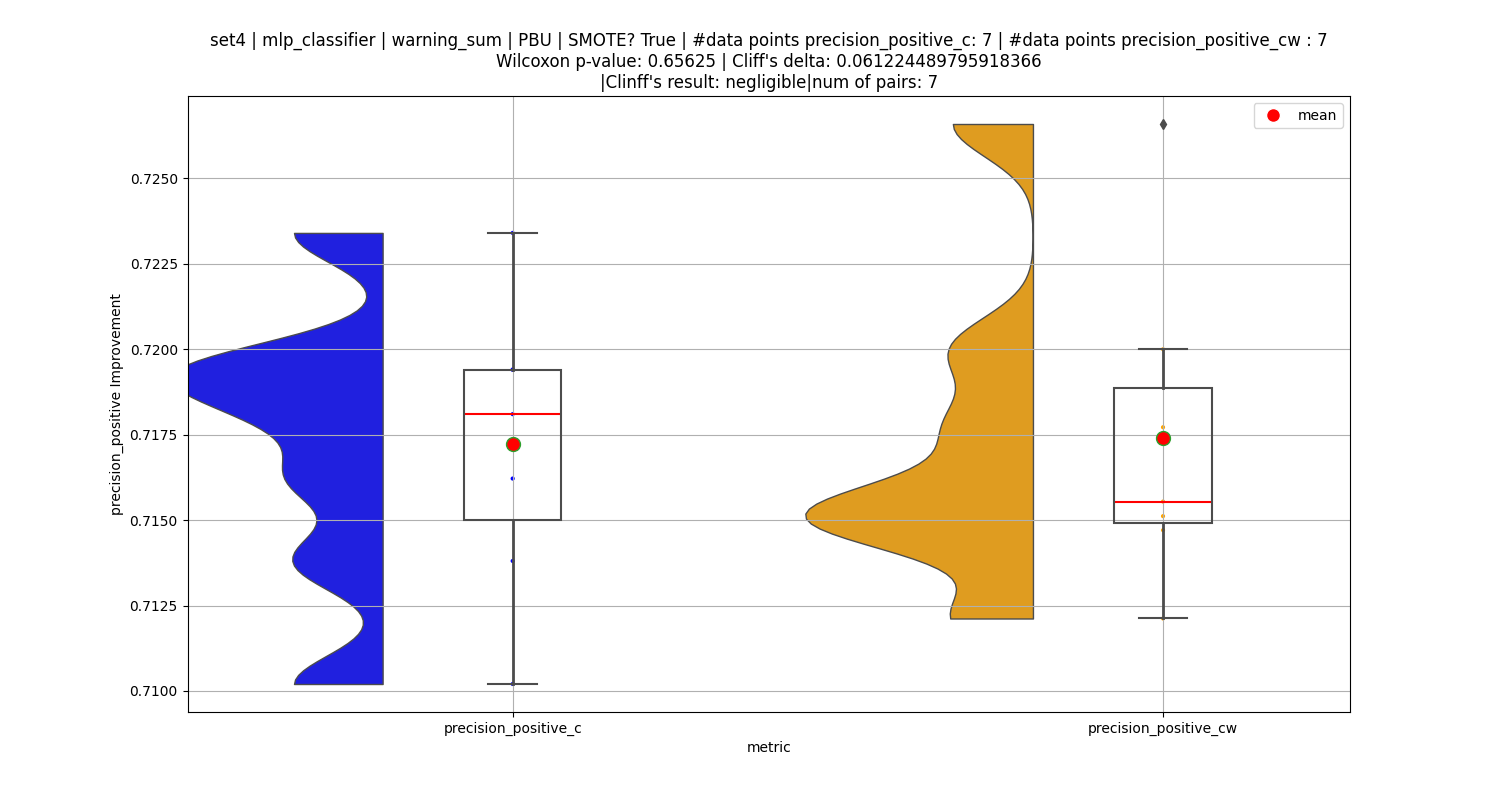 set4 | mlp_classifier | warning_sum | PBU | SMOTE? True | #data points precision_positive_c: 7 | #data points precision_positive_cw : 7
Wilcoxon p-value: 0.65625 | Cliff's delta: 0.061224489795918366
|Clinff's result: negligible|num of pairs: 7
mean
0.7250
0.7225
0.7200
0.7175
0.7150
0.7125
0.7100
precision_positive Improvement
precision_positive_c
precision_positive_cw
metric